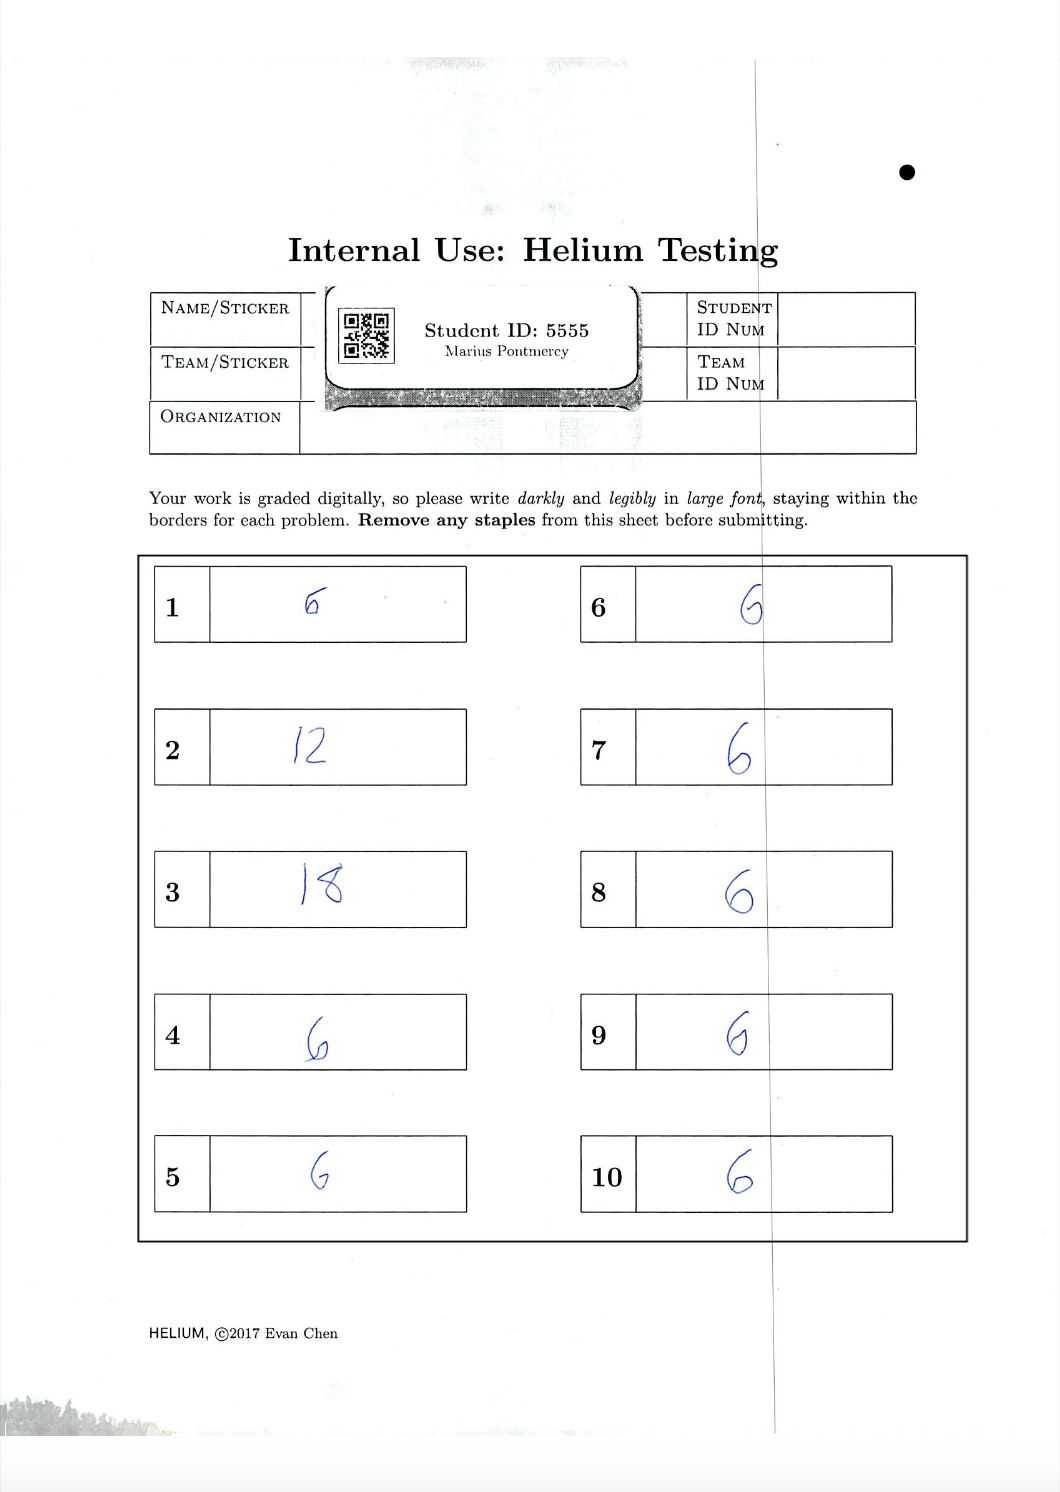 Internal Use: Helium Testing
Name/Sticker
Student ID: 5555
Marius Pontmercy
Student
ID Num
Team/Sticker
Team
ID Num
Organization
Your work is graded digitally, so please write darkly and legibly in large font, staying within the
borders for each problem. Remove any staples from this sheet before submitting.
1 6
6 6
2 12
7 6
3 18
8 6
4 6
9 6
5 6
10 6
HELIUM, ©2017 Evan Chen